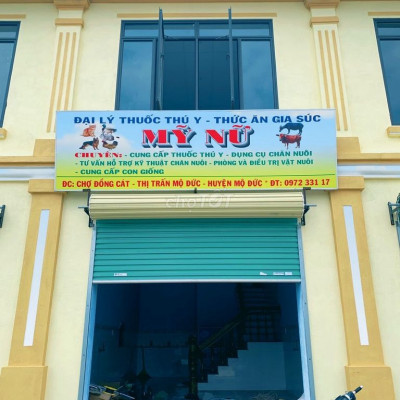 ĐẠI LÝ THUỐC THÚ Y - THỨC ĂN GIA SÚC
MỸ NỮ
CHUYÊN: - CUNG CẤP THUỐC THÚ Y - DỤNG CỤ CHĂN NUÔI
- TƯ VẤN HỖ TRỢ KỸ THUẬT CHĂN NUÔI - PHÒNG VÀ ĐIỀU TRỊ VẬT NUÔI
- CUNG CẤP CON GIỐNG
ĐC: CHỢ ĐỒNG CÁT - THỊ TRẤN MỘ ĐỨC - HUYỆN MỘ ĐỨC * ĐT: 0972 331 17
chợTỐT